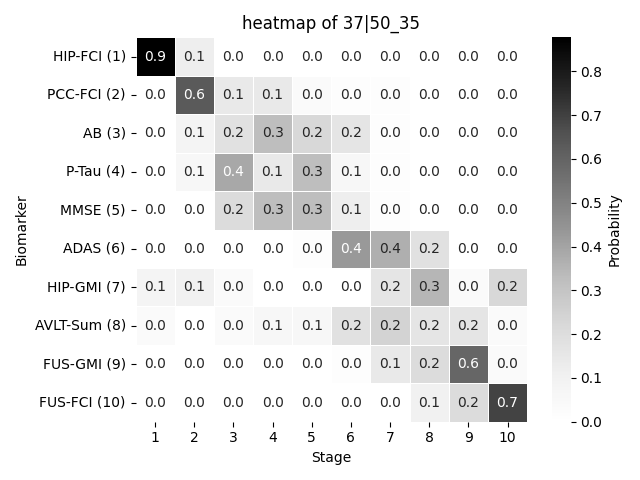 heatmap of 37|50_35
HIP-FCI (1) 0.9 0.1 0.0 0.0 0.0 0.0 0.0 0.0 0.0 0.0
PCC-FCI (2) 0.0 0.6 0.1 0.1 0.0 0.0 0.0 0.0 0.0 0.0
AB (3) 0.0 0.1 0.2 0.3 0.2 0.2 0.0 0.0 0.0 0.0
P-Tau (4) 0.0 0.1 0.4 0.1 0.3 0.1 0.0 0.0 0.0 0.0
MMSE (5) 0.0 0.0 0.2 0.3 0.3 0.1 0.0 0.0 0.0 0.0
ADAS (6) 0.0 0.0 0.0 0.0 0.0 0.4 0.4 0.2 0.0 0.0
HIP-GMI (7) 0.1 0.1 0.0 0.0 0.0 0.0 0.2 0.3 0.0 0.2
AVLT-Sum (8) 0.0 0.0 0.0 0.1 0.1 0.2 0.2 0.2 0.2 0.0
FUS-GMI (9) 0.0 0.0 0.0 0.0 0.0 0.0 0.1 0.2 0.6 0.0
FUS-FCI (10) 0.0 0.0 0.0 0.0 0.0 0.0 0.0 0.1 0.2 0.7
1 2 3 4 5 6 7 8 9 10
Stage
Biomarker
0.8
0.7
0.6
0.5
0.4
0.3
0.2
0.1
0.0
Probability